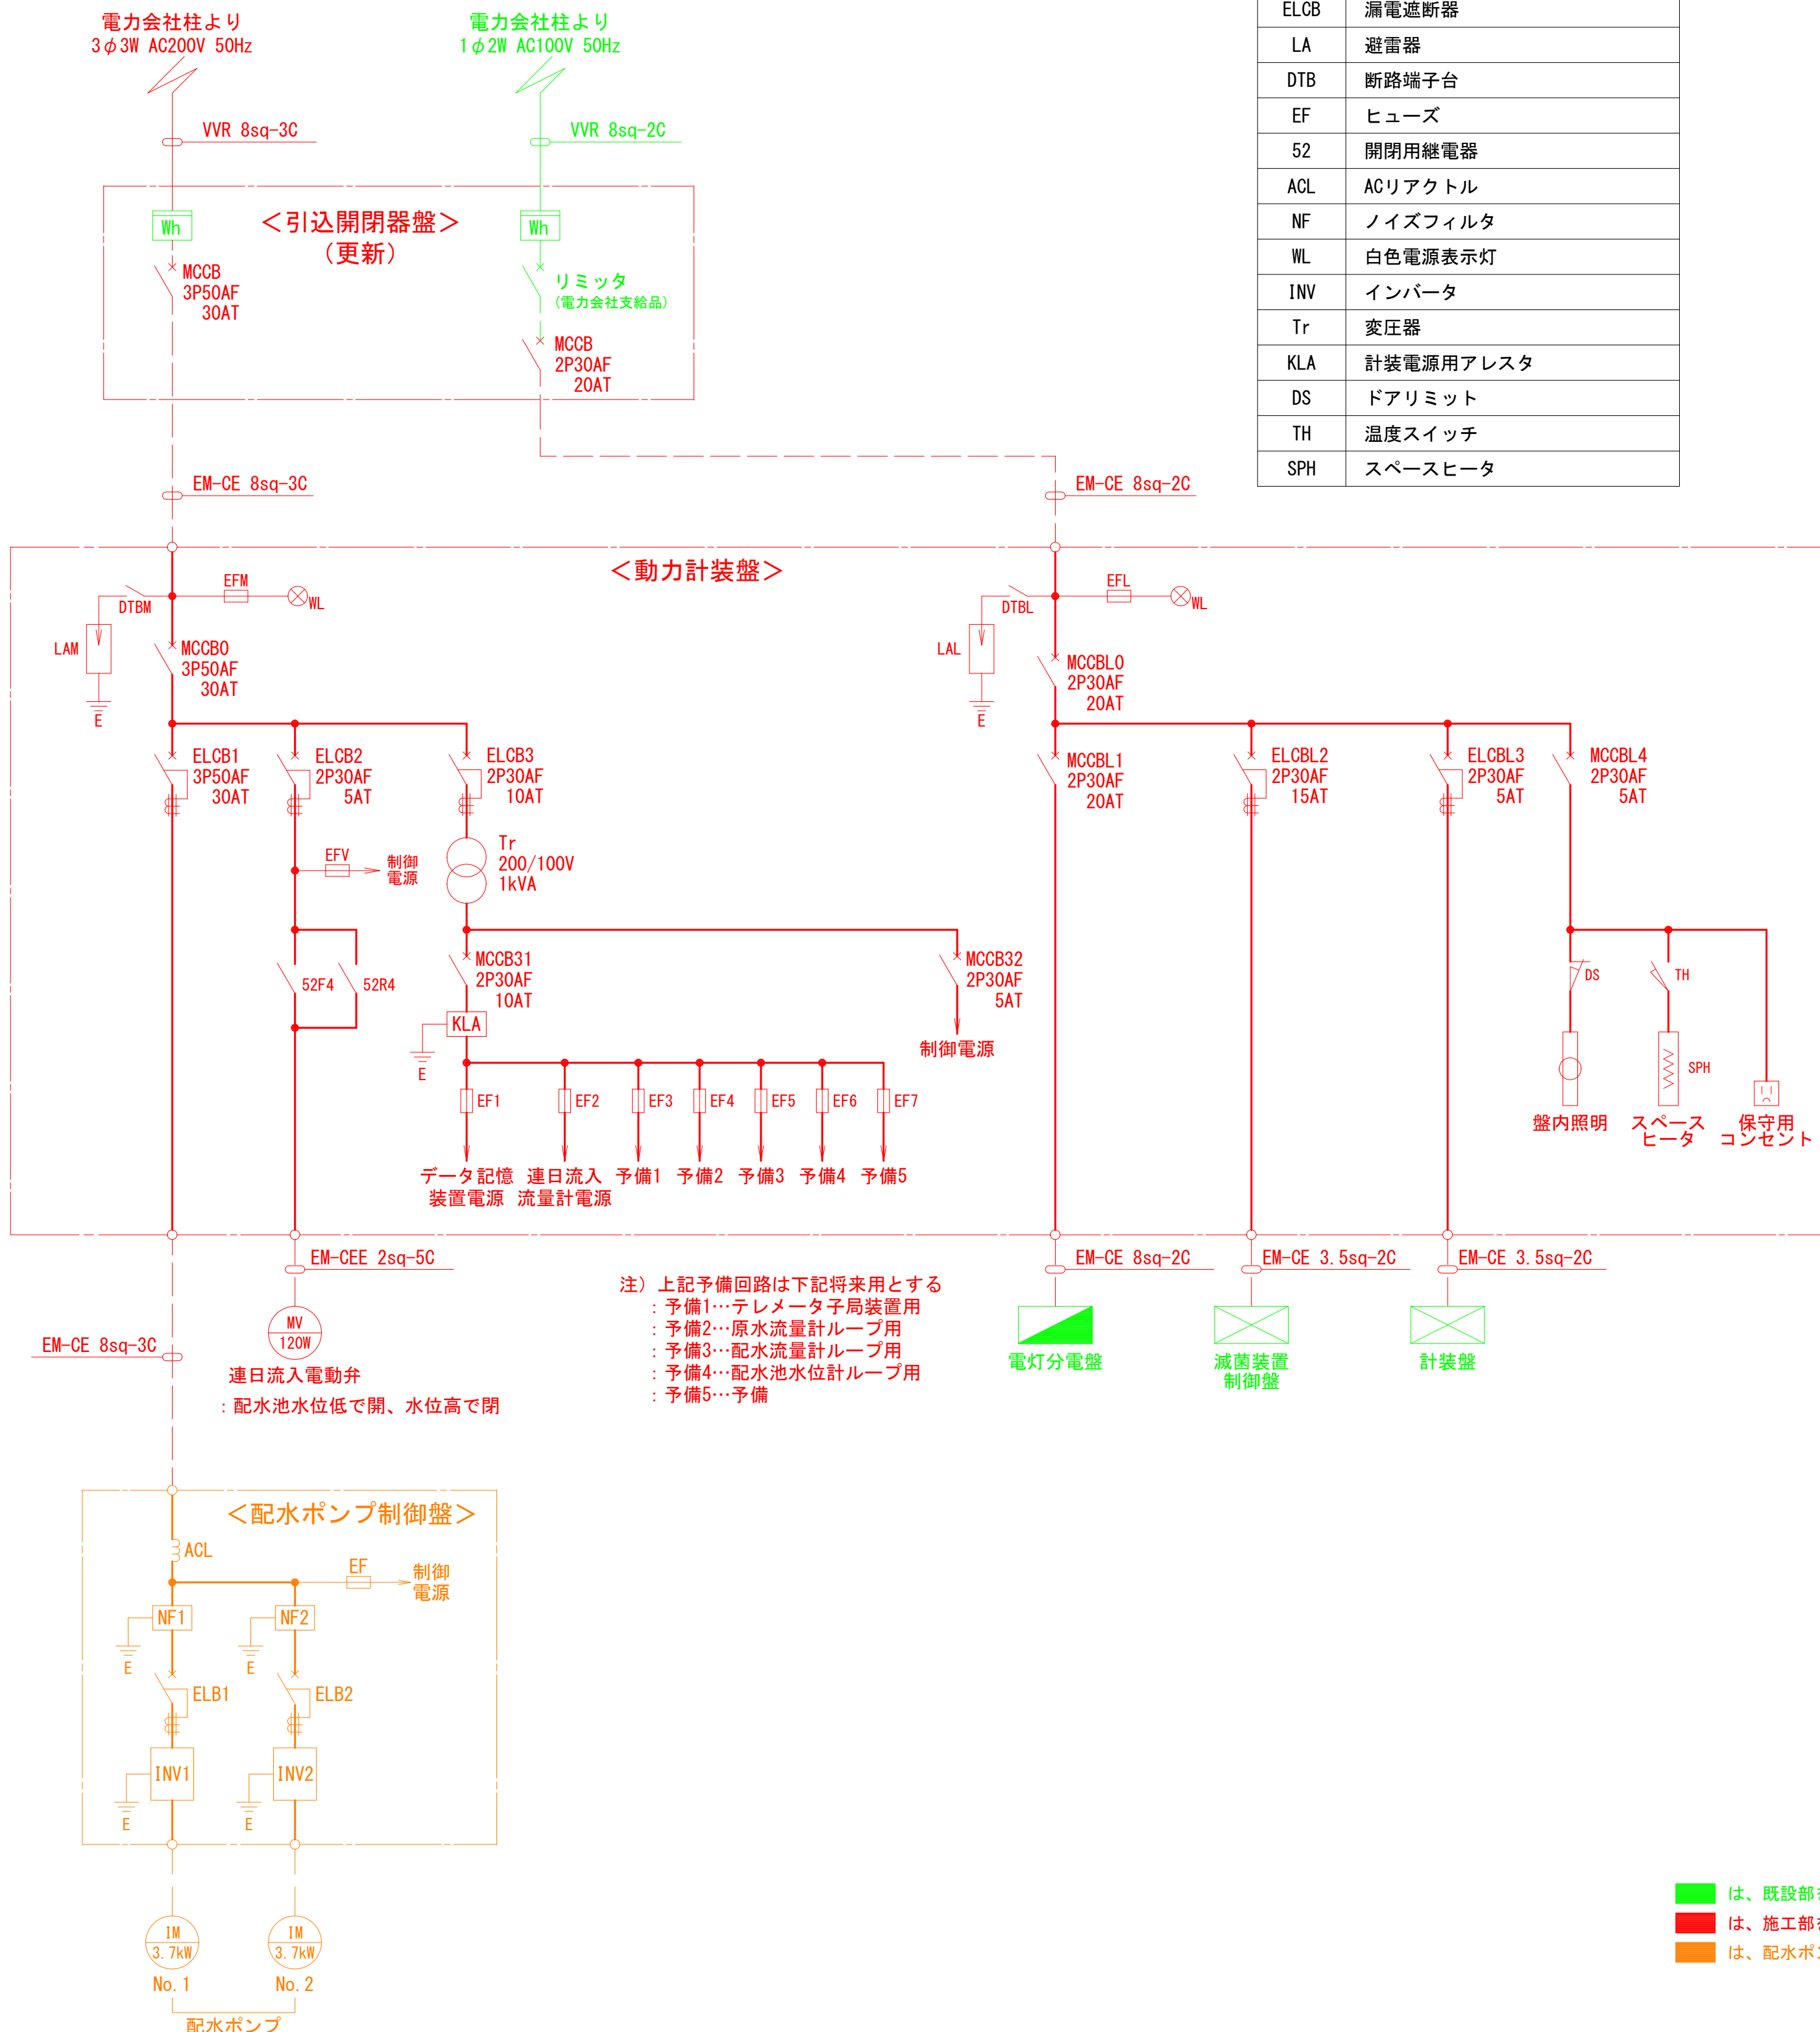 電力会社柱より
3φ3W AC200V 50Hz
電力会社柱より
1φ2W AC100V 50Hz
VVR 8sq-3C
VVR 8sq-2C
ELCB 漏電遮断器
LA 避雷器
DTB 断路端子台
EF ヒューズ
52 開閉用継電器
ACL ACリアクトル
NF ノイズフィルタ
WL 白色電源表示灯
INV インバータ
Tr 変圧器
KLA 計装電源用アレスタ
DS ドアリミット
TH 温度スイッチ
SPH スペースヒータ
<引込開閉器盤>
(更新)
Wh
Wh
MCCB
3P50AF
30AT
リミッタ
(電力会社支給品)
MCCB
2P30AF
20AT
EM-CE 8sq-3C
EM-CE 8sq-2C
<動力計装盤>
DTBM
EFM
WL
LAM
E
MCCB0
3P50AF
30AT
DTBL
EFL
WL
LAL
E
MCCBL0
2P30AF
20AT
ELCB1
3P50AF
30AT
ELCB2
2P30AF
5AT
ELCB3
2P30AF
10AT
MCCBL1
2P30AF
20AT
ELCBL2
2P30AF
15AT
ELCBL3
2P30AF
5AT
MCCBL4
2P30AF
5AT
EFV
制御
電源
Tr
200/100V
1kVA
52F4
52R4
MCCB31
2P30AF
10AT
MCCB32
2P30AF
5AT
制御電源
KLA
E
DS
TH
SPH
盤内照明
スペース
ヒータ
保守用
コンセント
EF1
EF2
EF3
EF4
EF5
EF6
EF7
データ記憶
装置電源
連日流入
流量計電源
予備1
予備2
予備3
予備4
予備5
EM-CEE 2sq-5C
EM-CE 8sq-2C
EM-CE 3.5sq-2C
EM-CE 3.5sq-2C
MV
120W
連日流入電動弁
:配水池水位低で開、水位高で閉
EM-CE 8sq-3C
注) 上記予備回路は下記将来用とする
:予備1…テレメータ子局装置用
:予備2…原水流量計ループ用
:予備3…配水流量計ループ用
:予備4…配水池水位計ループ用
:予備5…予備
電灯分電盤
滅菌装置
制御盤
計装盤
<配水ポンプ制御盤>
ACL
EF
制御
電源
NF1
NF2
E
E
ELB1
ELB2
INV1
INV2
E
E
IM
3.7kW
No.1
IM
3.7kW
No.2
配水ポンプ
は、既設部
は、施工部
は、配水ポ